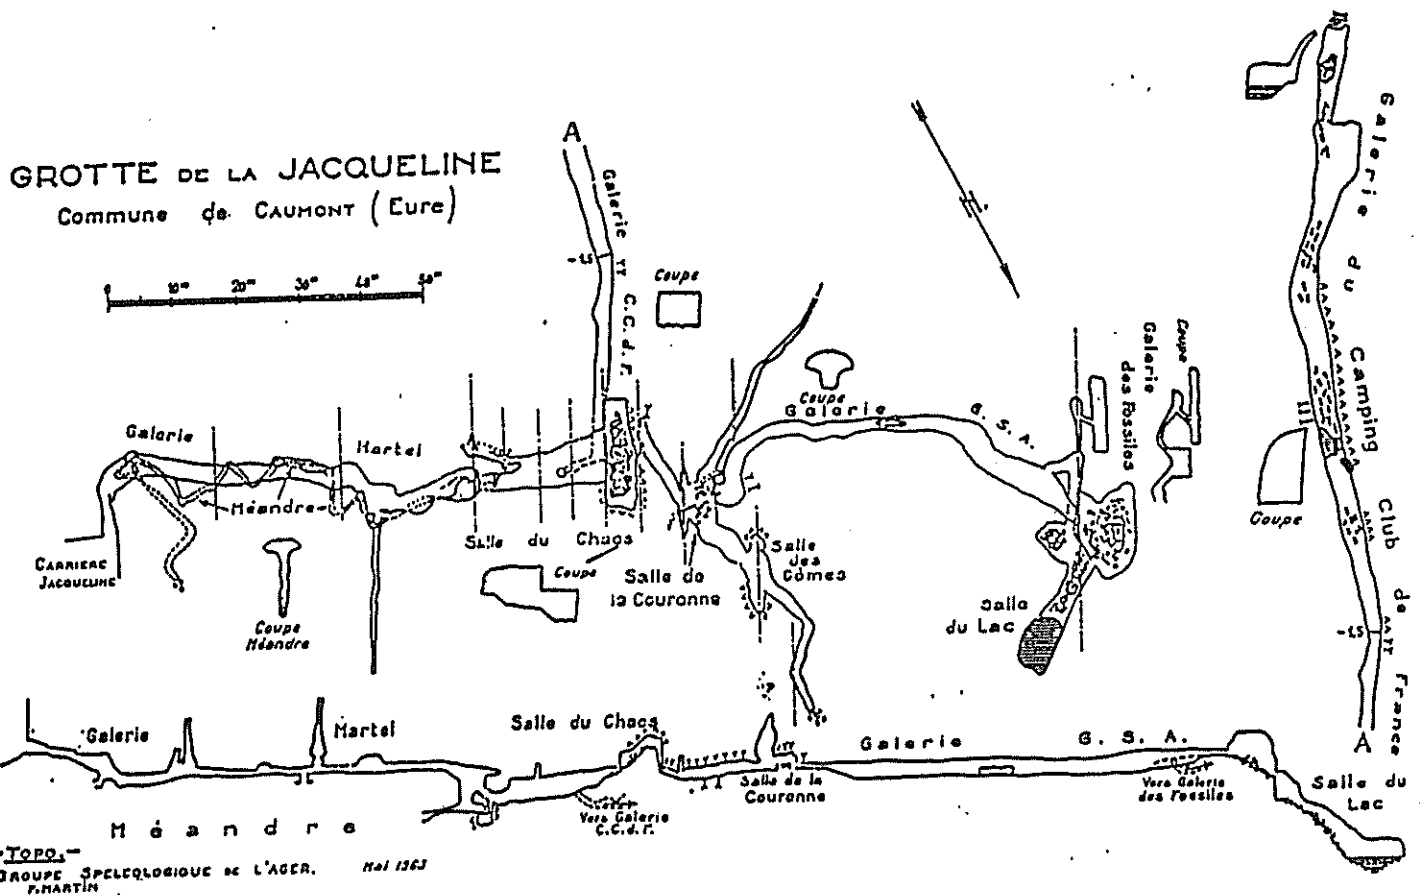 GROTTE DE LA JACQUELINE
Commune de CAUMONT (Eure)
0 10m 20m 30m 40m 50m
A
Galerie C.C.d.F.
-1,5
Coupe
Galerie Martel
Méandre
CARRIERE
JACQUELINE
Coupe
Méandre
Salle du Chaos
Coupe
Salle de
la Couronne
Salle
des
Cômes
Coupe
Galerie G.S.A.
Galerie
des Fossiles
Coupe
Salle
du Lac
Galerie du Camping Club de France
Coupe
-1,5
A
Galerie Martel
Salle du Chaos
Vers Galerie
C.C.d.F.
Salle de la
Couronne
Galerie G. S. A.
Vers Galerie
des Fossiles
Salle du
Lac
Méandre
-TOPO.-
GROUPE SPELEOLOGIQUE DE L'AGER. Mai 1963
P. MARTIN